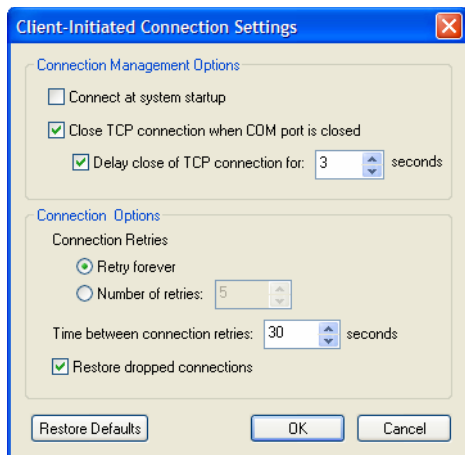 Client-Initiated Connection Settings
Connection Management Options
Connect at system startup
Close TCP connection when COM port is closed
Delay close of TCP connection for: 3 seconds
Connection Options
Connection Retries
Retry forever
Number of retries: 5
Time between connection retries: 30 seconds
Restore dropped connections
Restore Defaults OK Cancel